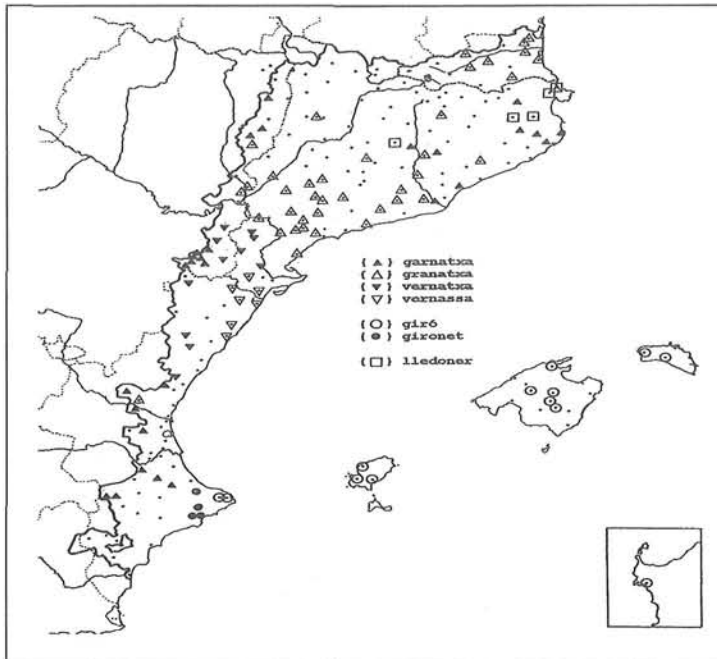 { } garnatxa
{ } granatxa
{ } vernatxa
{ } vernassa
{ } giró
{ } gironet
{ } lledoner